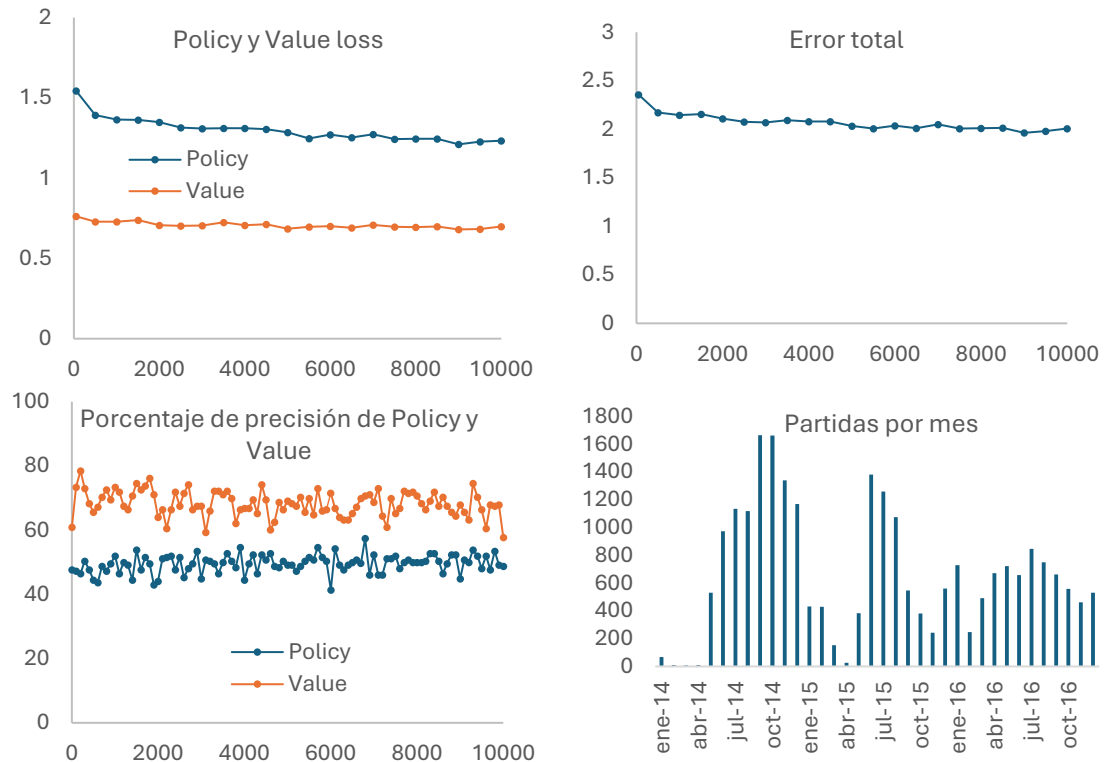 Policy y Value loss
2
1.5
1
0.5
0
Policy
Value
0 2000 4000 6000 8000 10000
Error total
3
2.5
2
1.5
1
0.5
0
0 2000 4000 6000 8000 10000
Porcentaje de precisión de Policy y
Value
100
80
60
40
20
0
Policy
Value
0 2000 4000 6000 8000 10000
Partidas por mes
1800
1600
1400
1200
1000
800
600
400
200
0
ene-14
abr-14
jul-14
oct-14
ene-15
abr-15
jul-15
oct-15
ene-16
abr-16
jul-16
oct-16